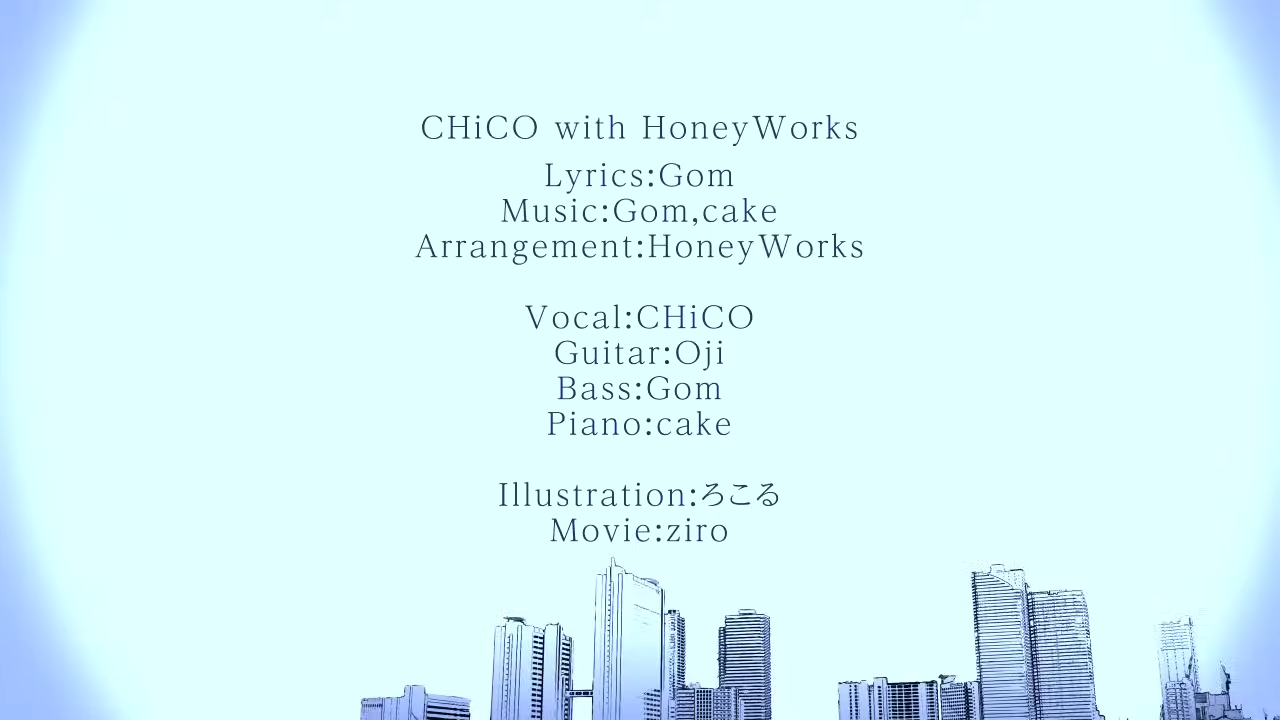 CHiCO with HoneyWorks
Lyrics:Gom
Music:Gom,cake
Arrangement:HoneyWorks
Vocal:CHiCO
Guitar:Oji
Bass:Gom
Piano:cake
Illustration:ろこる
Movie:ziro